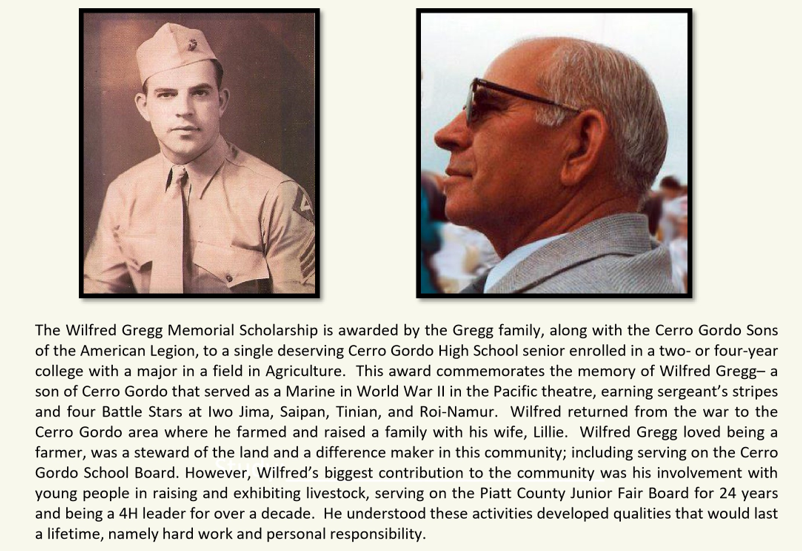 The Wilfred Gregg Memorial Scholarship is awarded by the Gregg family, along with the Cerro Gordo Sons
of the American Legion, to a single deserving Cerro Gordo High School senior enrolled in a two- or four-year
college with a major in a field in Agriculture.  This award commemorates the memory of Wilfred Gregg– a
son of Cerro Gordo that served as a Marine in World War II in the Pacific theatre, earning sergeant's stripes
and four Battle Stars at Iwo Jima, Saipan, Tinian, and Roi-Namur.  Wilfred returned from the war to the
Cerro Gordo area where he farmed and raised a family with his wife, Lillie.  Wilfred Gregg loved being a
farmer, was a steward of the land and a difference maker in this community; including serving on the Cerro
Gordo School Board. However, Wilfred's biggest contribution to the community was his involvement with
young people in raising and exhibiting livestock, serving on the Piatt County Junior Fair Board for 24 years
and being a 4H leader for over a decade.  He understood these activities developed qualities that would last
a lifetime, namely hard work and personal responsibility.